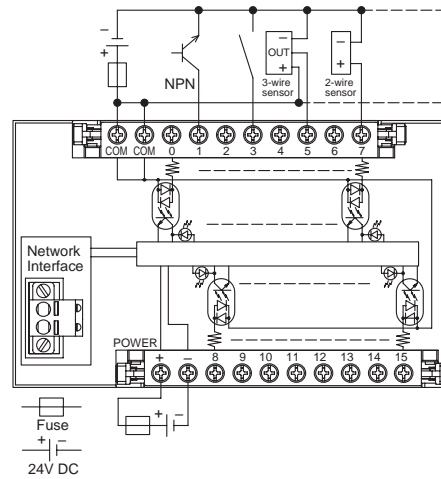 −
+
NPN
OUT
−
+
3-wire
sensor
−
+
2-wire
sensor
COM COM 0 1 2 3 4 5 6 7
Network
Interface
POWER
+ − 8 9 10 11 12 13 14 15
+ −
Fuse
+ −
24V DC